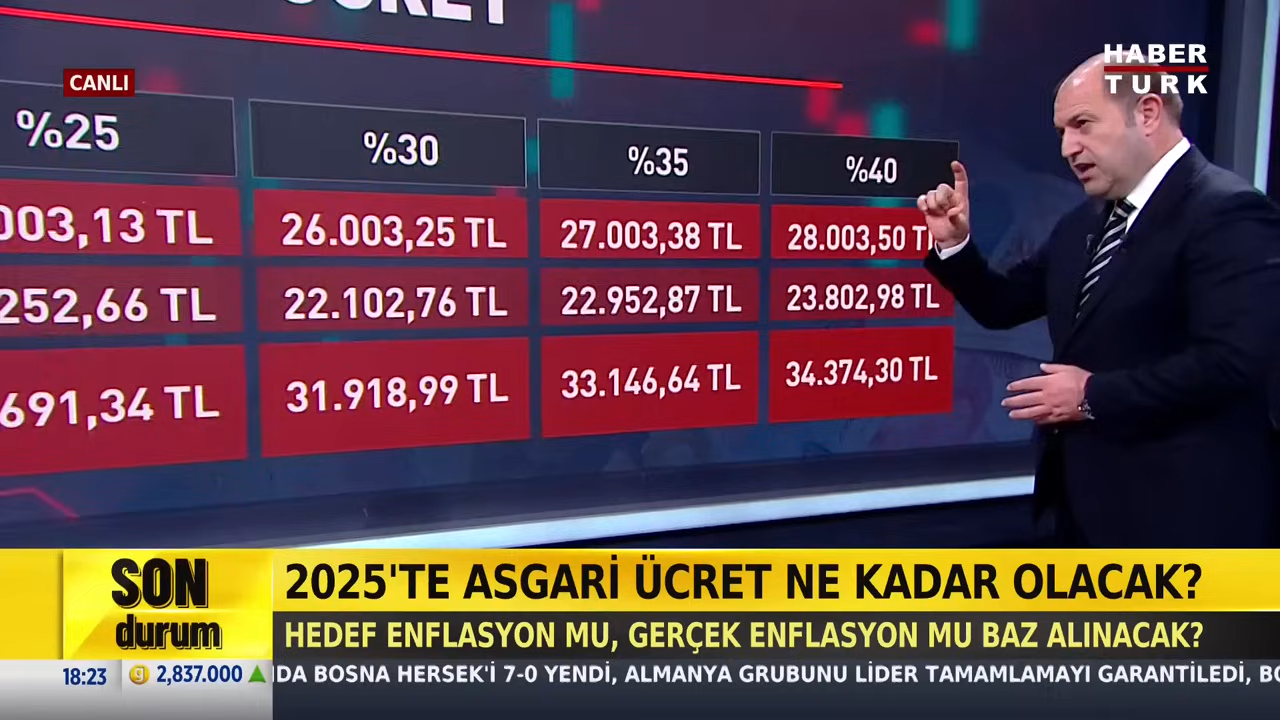 HABER
TURK
CANLI
%25 %30 %35 %40
003,13 TL 26.003,25 TL 27.003,38 TL 28.003,50 TL
252,66 TL 22.102,76 TL 22.952,87 TL 23.802,98 TL
691,34 TL 31.918,99 TL 33.146,64 TL 34.374,30 TL
SON
durum
2025'TE ASGARİ ÜCRET NE KADAR OLACAK?
HEDEF ENFLASYON MU, GERÇEK ENFLASYON MU BAZ ALINACAK?
18:23 g 2,837.000 NDA BOSNA HERSEK'İ 7-0 YENDİ, ALMANYA GRUBUNU LİDER TAMAMLAMAYI GARANTİLEDİ, BO